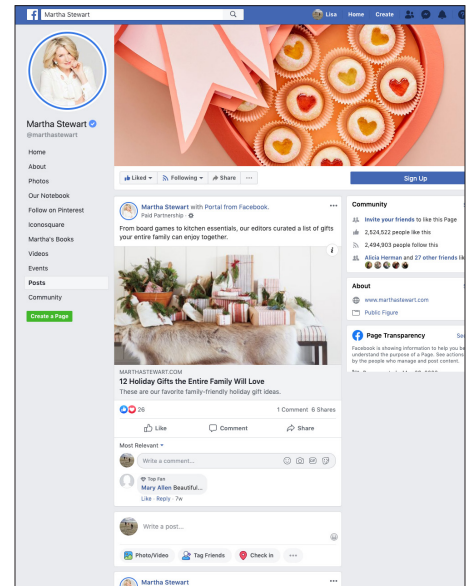 Martha Stewart
Lisa Home Create
Martha Stewart
@marthastewart
Home
About
Photos
Our Notebook
Follow on Pinterest
Iconosquare
Martha's Books
Videos
Events
Posts
Community
Create a Page
Liked Following Share
Sign Up
Martha Stewart with Portal from Facebook.
Paid Partnership
From board games to kitchen essentials, our editors curated a list of gifts
your entire family can enjoy together.
MARTHASTEWART.COM
12 Holiday Gifts the Entire Family Will Love
These are our favorite family-friendly holiday gift ideas.
26 1 Comment 6 Shares
Like Comment Share
Most Relevant
Write a comment...
GIF
Top Fan
Mary Allen Beautiful...
Like · Reply · 7w
Write a post...
Photo/Video Tag Friends Check in
Martha Stewart
Community
Invite your friends to like this Page
2,524,522 people like this
2,494,903 people follow this
Alicia Herman and 27 other friends lik
About
www.marthastewart.com
Public Figure
Page Transparency
Facebook is showing information to help you be
understand the purpose of a Page. See actions
by the people who manage and post content.